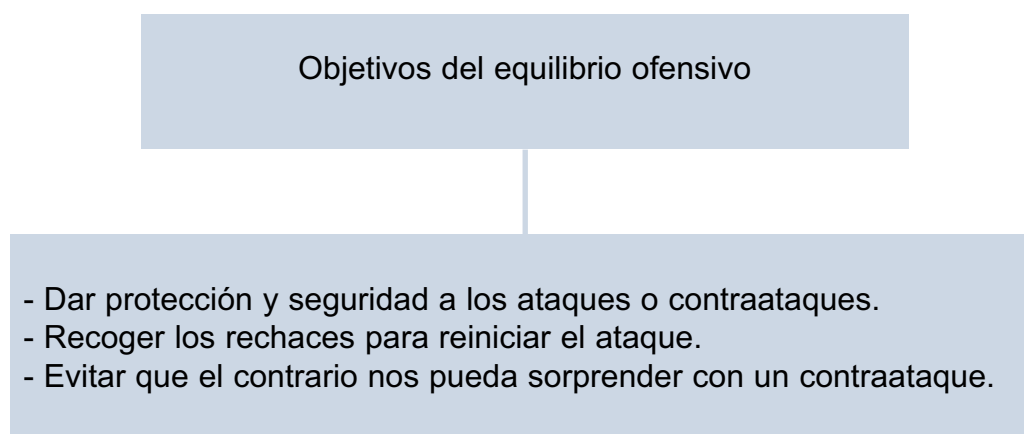 Objetivos del equilibrio ofensivo
- Dar protección y seguridad a los ataques o contraataques.
- Recoger los rechaces para reiniciar el ataque.
- Evitar que el contrario nos pueda sorprender con un contraataque.